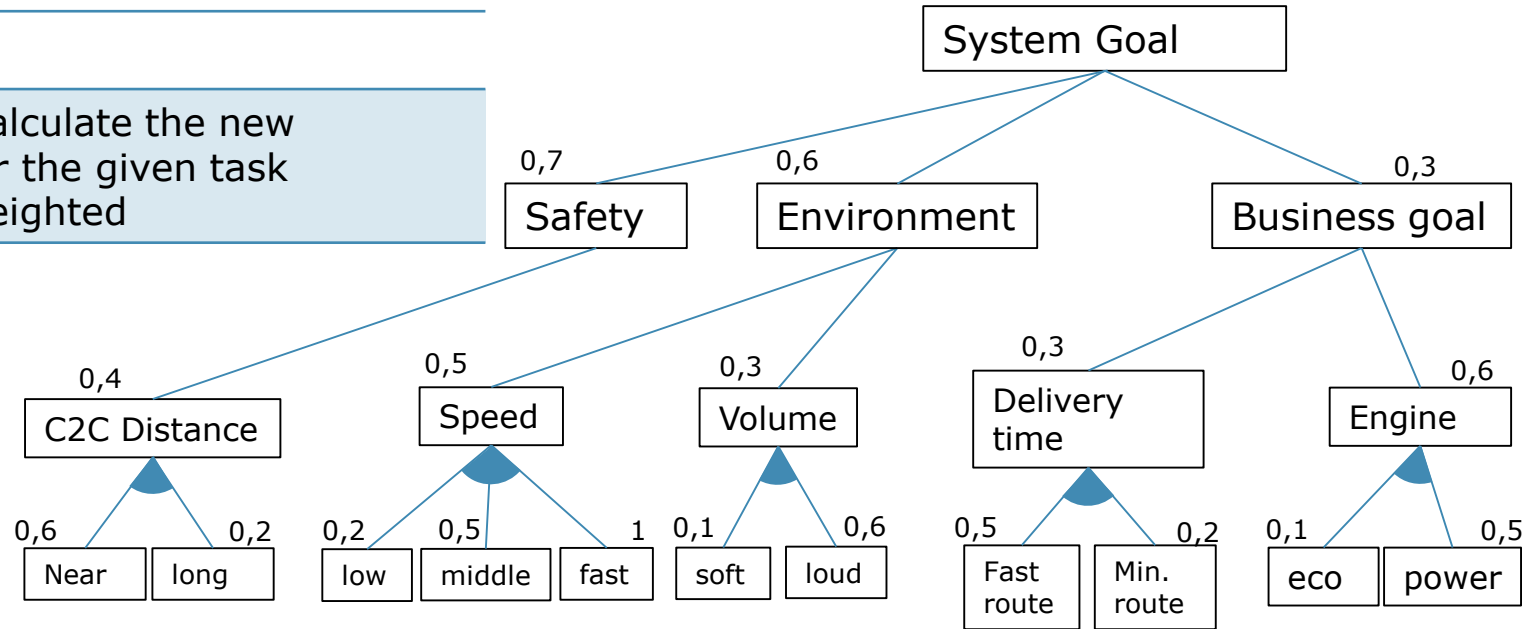 System Goal
alculate the new
r the given task
eighted
0,7
0,6
0,3
Safety
Environment
Business goal
0,4
0,5
0,3
0,3
0,6
C2C Distance
Speed
Volume
Delivery
time
Engine
0,6
0,2
0,2
0,5
1
0,1
0,6
0,5
0,2
0,1
0,5
Near
long
low
middle
fast
soft
loud
Fast
route
Min.
route
eco
power